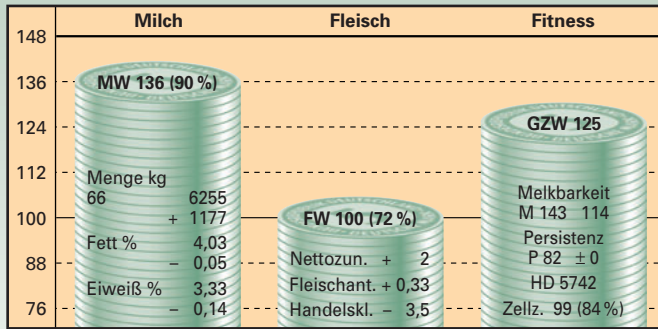 Milch Fleisch Fitness
148
136
124
112
100
88
76
MW 136 (90 %)
Menge kg
66 6255
+ 1177
Fett % 4,03
– 0,05
Eiweiß % 3,33
– 0,14
FW 100 (72 %)
Nettozun. + 2
Fleischant. + 0,33
Handelskl. – 3,5
GZW 125
Melkbarkeit
M 143 114
Persistenz
P 82 ± 0
HD 5742
Zellz. 99 (84 %)